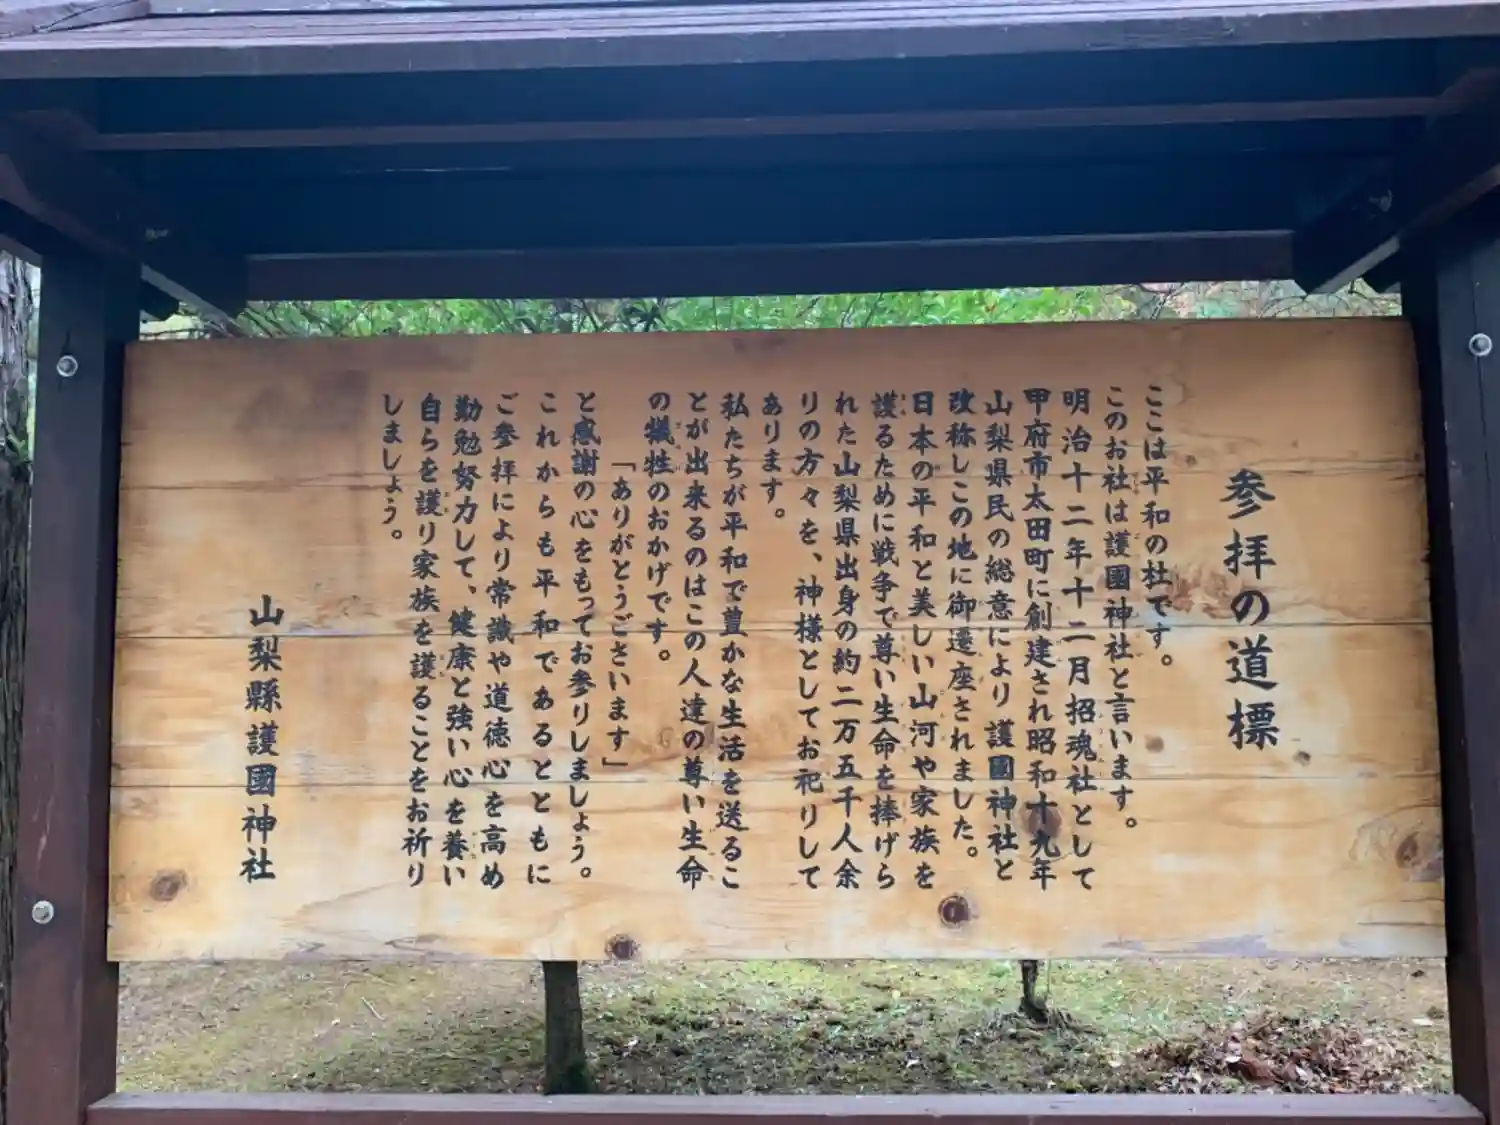 参拝の道標
ここは平和の杜です。
このお社は護國神社と言います。
明治十二年十二月招魂社として
甲府市太田町に創建され昭和十九年
山梨県民の総意により護國神社と
改称しこの地に御遷座されました。
日本の平和と美しい山河や家族を
護るために戦争で尊い生命を捧げら
れた山梨県出身の約二万五千人余
りの方々を、神様としてお祀りして
あります。
私たちが平和で豊かな生活を送るこ
とが出来るのはこの人達の尊い生命
の犠牲のおかげです。
「ありがとうございます」
と感謝の心をもってお参りしましょう。
これからも平和であるとともに
ご参拝により常識や道徳心を高め
勤勉努力して、健康と強い心を養い
自らを護り家族を護ることをお祈り
しましょう。
山梨縣護國神社